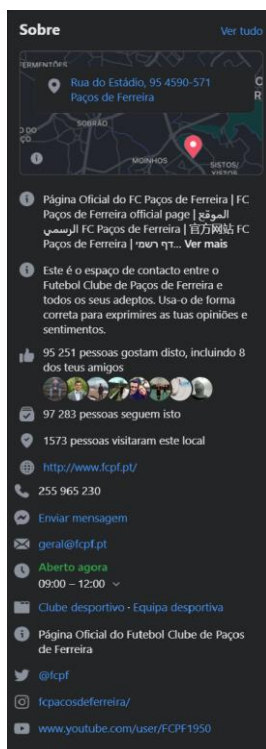 Sobre
Ver tudo
FERMENTÕES
Rua do Estádio, 95 4590-571
Paços de Ferreira
SOBRÃO
MOINHOS
SISTOS/
Página Oficial do FC Paços de Ferreira | FC
Paços de Ferreira official page | الموقع
الرسمي FC Paços de Ferreira | 官方网站 FC
Paços de Ferreira | דף רשמי... Ver mais
Este é o espaço de contacto entre o
Futebol Clube de Paços de Ferreira e
todos os seus adeptos. Usa-o de forma
correta para exprimires as tuas opiniões e
sentimentos.
95 251 pessoas gostam disto, incluindo 8
dos teus amigos
97 283 pessoas seguem isto
1573 pessoas visitaram este local
http://www.fcpf.pt/
255 965 230
Enviar mensagem
geral@fcpf.pt
Aberto agora
09:00 – 12:00
Clube desportivo · Equipa desportiva
Página Oficial do Futebol Clube de Paços
de Ferreira
@fcpf
fcpacosdeferreira/
www.youtube.com/user/FCPF1950